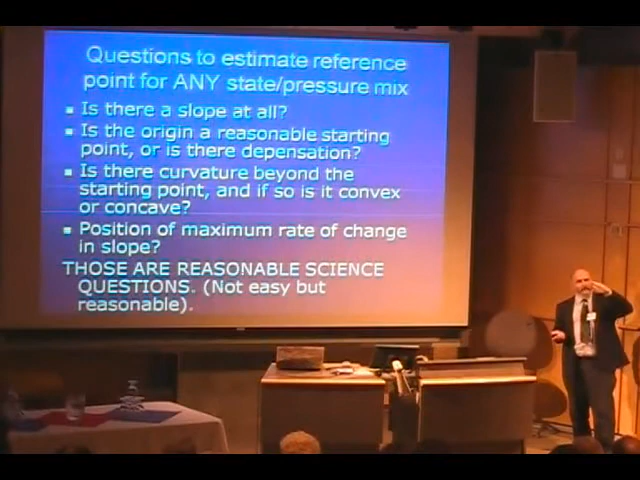 Questions to estimate reference
point for ANY state/pressure mix
Is there a slope at all?
Is the origin a reasonable starting
point, or is there depensation?
Is there curvature beyond the
starting point, and if so is it convex
or concave?
Position of maximum rate of change
in slope?
THOSE ARE REASONABLE SCIENCE
QUESTIONS. (Not easy but
reasonable).